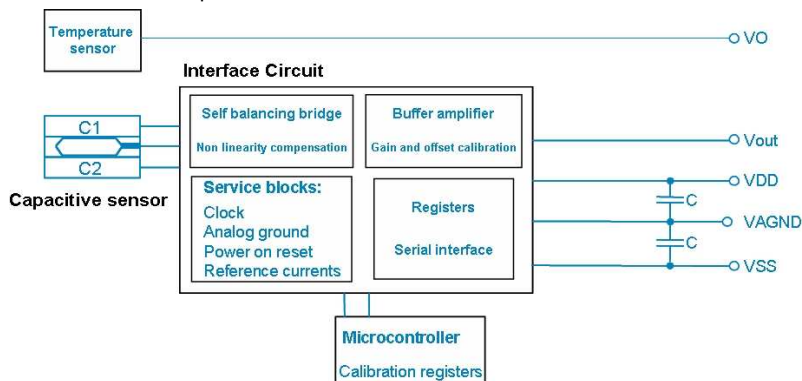 Temperature
sensor
VO
Interface Circuit
Self balancing bridge
Non linearity compensation
Buffer amplifier
Gain and offset calibration
C1
C2
Capacitive sensor
Service blocks:
Clock
Analog ground
Power on reset
Reference currents
Registers
Serial interface
Vout
VDD
C
VAGND
C
VSS
Microcontroller
Calibration registers